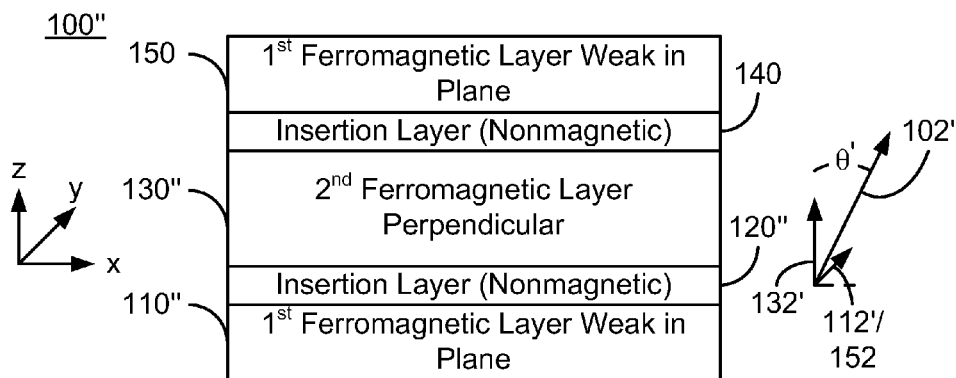 100"
150
1st Ferromagnetic Layer Weak in
Plane
140
Insertion Layer (Nonmagnetic)
θ'
102'
z
y
x
130"
2nd Ferromagnetic Layer
Perpendicular
120"
Insertion Layer (Nonmagnetic)
132'
112'/
152
110"
1st Ferromagnetic Layer Weak in
Plane